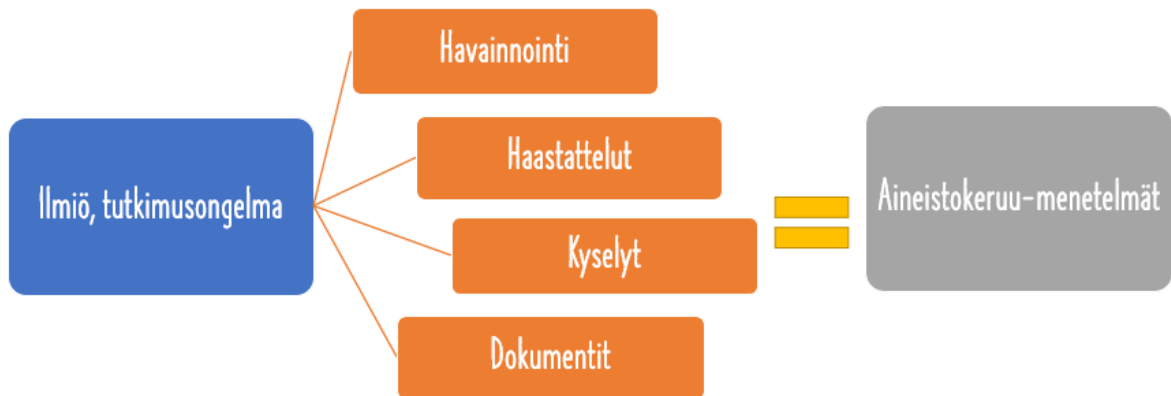 Ilmiö, tutkimusongelma
Havainnointi
Haastattelut
Kyselyt
Dokumentit
Aineistokeruu-menetelmät